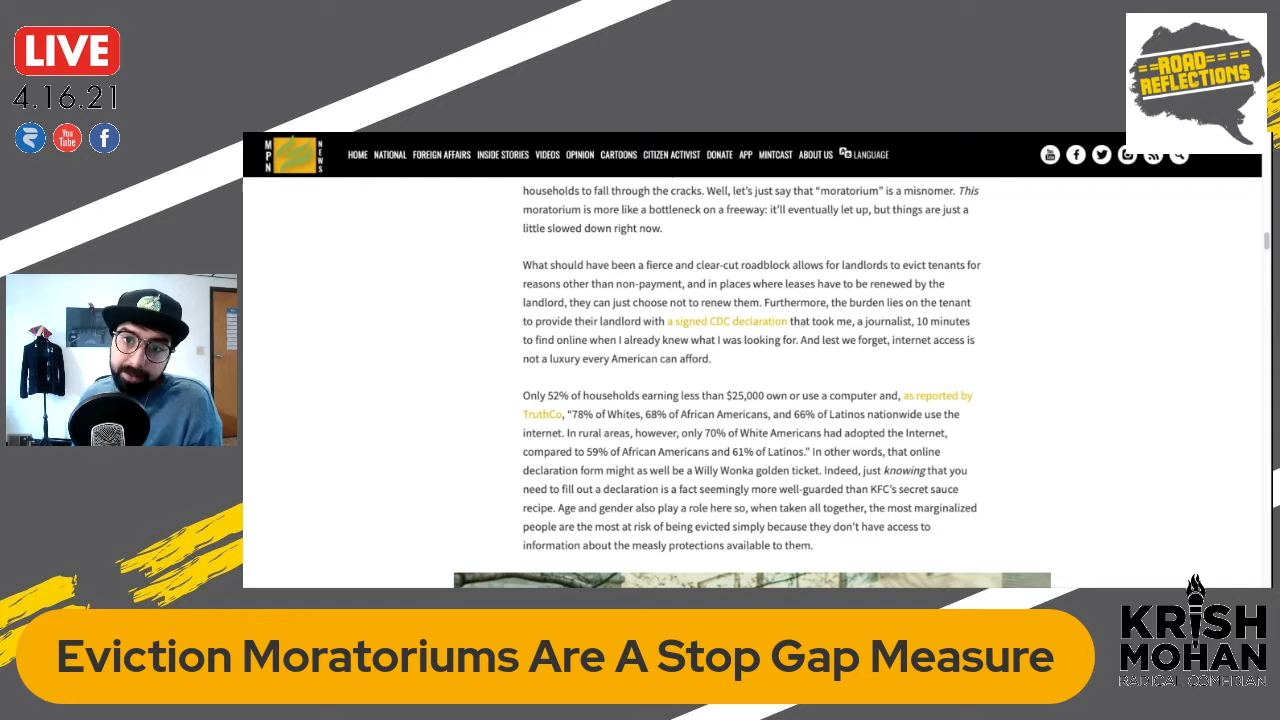 LIVE
4.16.21
You
Tube
==ROAD====
REFLECTIONS
MPN
NEWS
HOME NATIONAL FOREIGN AFFAIRS INSIDE STORIES VIDEOS OPINION CARTOONS CITIZEN ACTIVIST DONATE APP MINTCAST ABOUT US LANGUAGE
households to fall through the cracks. Well, let’s just say that “moratorium” is a misnomer. This
moratorium is more like a bottleneck on a freeway: it’ll eventually let up, but things are just a
little slowed down right now.
What should have been a fierce and clear-cut roadblock allows for landlords to evict tenants for
reasons other than non-payment, and in places where leases have to be renewed by the
landlord, they can just choose not to renew them. Furthermore, the burden lies on the tenant
to provide their landlord with a signed CDC declaration that took me, a journalist, 10 minutes
to find online when I already knew what I was looking for. And lest we forget, internet access is
not a luxury every American can afford.
Only 52% of households earning less than $25,000 own or use a computer and, as reported by
TruthCo, “78% of Whites, 68% of African Americans, and 66% of Latinos nationwide use the
internet. In rural areas, however, only 70% of White Americans had adopted the Internet,
compared to 59% of African Americans and 61% of Latinos.” In other words, that online
declaration form might as well be a Willy Wonka golden ticket. Indeed, just knowing that you
need to fill out a declaration is a fact seemingly more well-guarded than KFC’s secret sauce
recipe. Age and gender also play a role here so, when taken all together, the most marginalized
people are the most at risk of being evicted simply because they don’t have access to
information about the measly protections available to them.
Eviction Moratoriums Are A Stop Gap Measure
KRISH
MOHAN
RADICAL COMEDIAN